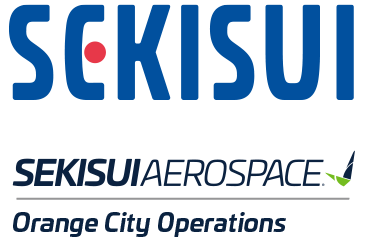 SEKISUI
SEKISUI AEROSPACE
Orange City Operations